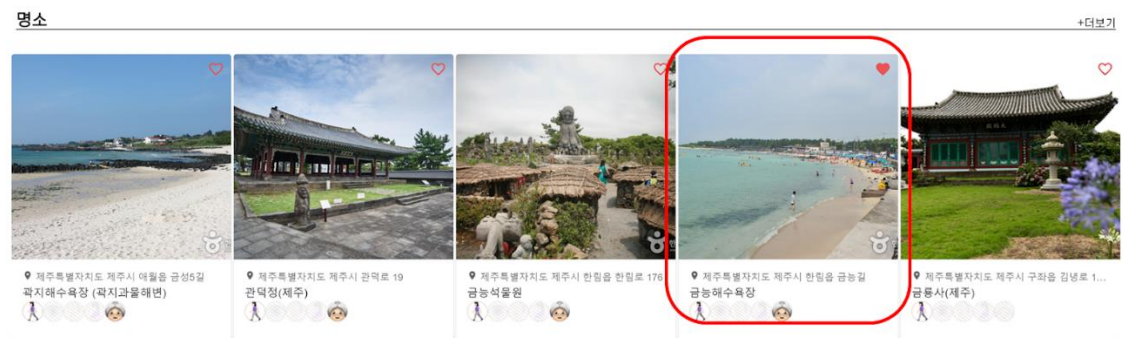 명소
+더보기
제주특별자치도 제주시 애월읍 금성5길
곽지해수욕장 (곽지과물해변)
제주특별자치도 제주시 관덕로 19
관덕정(제주)
제주특별자치도 제주시 한림읍 한림로 176
금능석물원
제주특별자치도 제주시 한림읍 금능길
금능해수욕장
제주특별자치도 제주시 구좌읍 김녕로 1...
금룡사(제주)